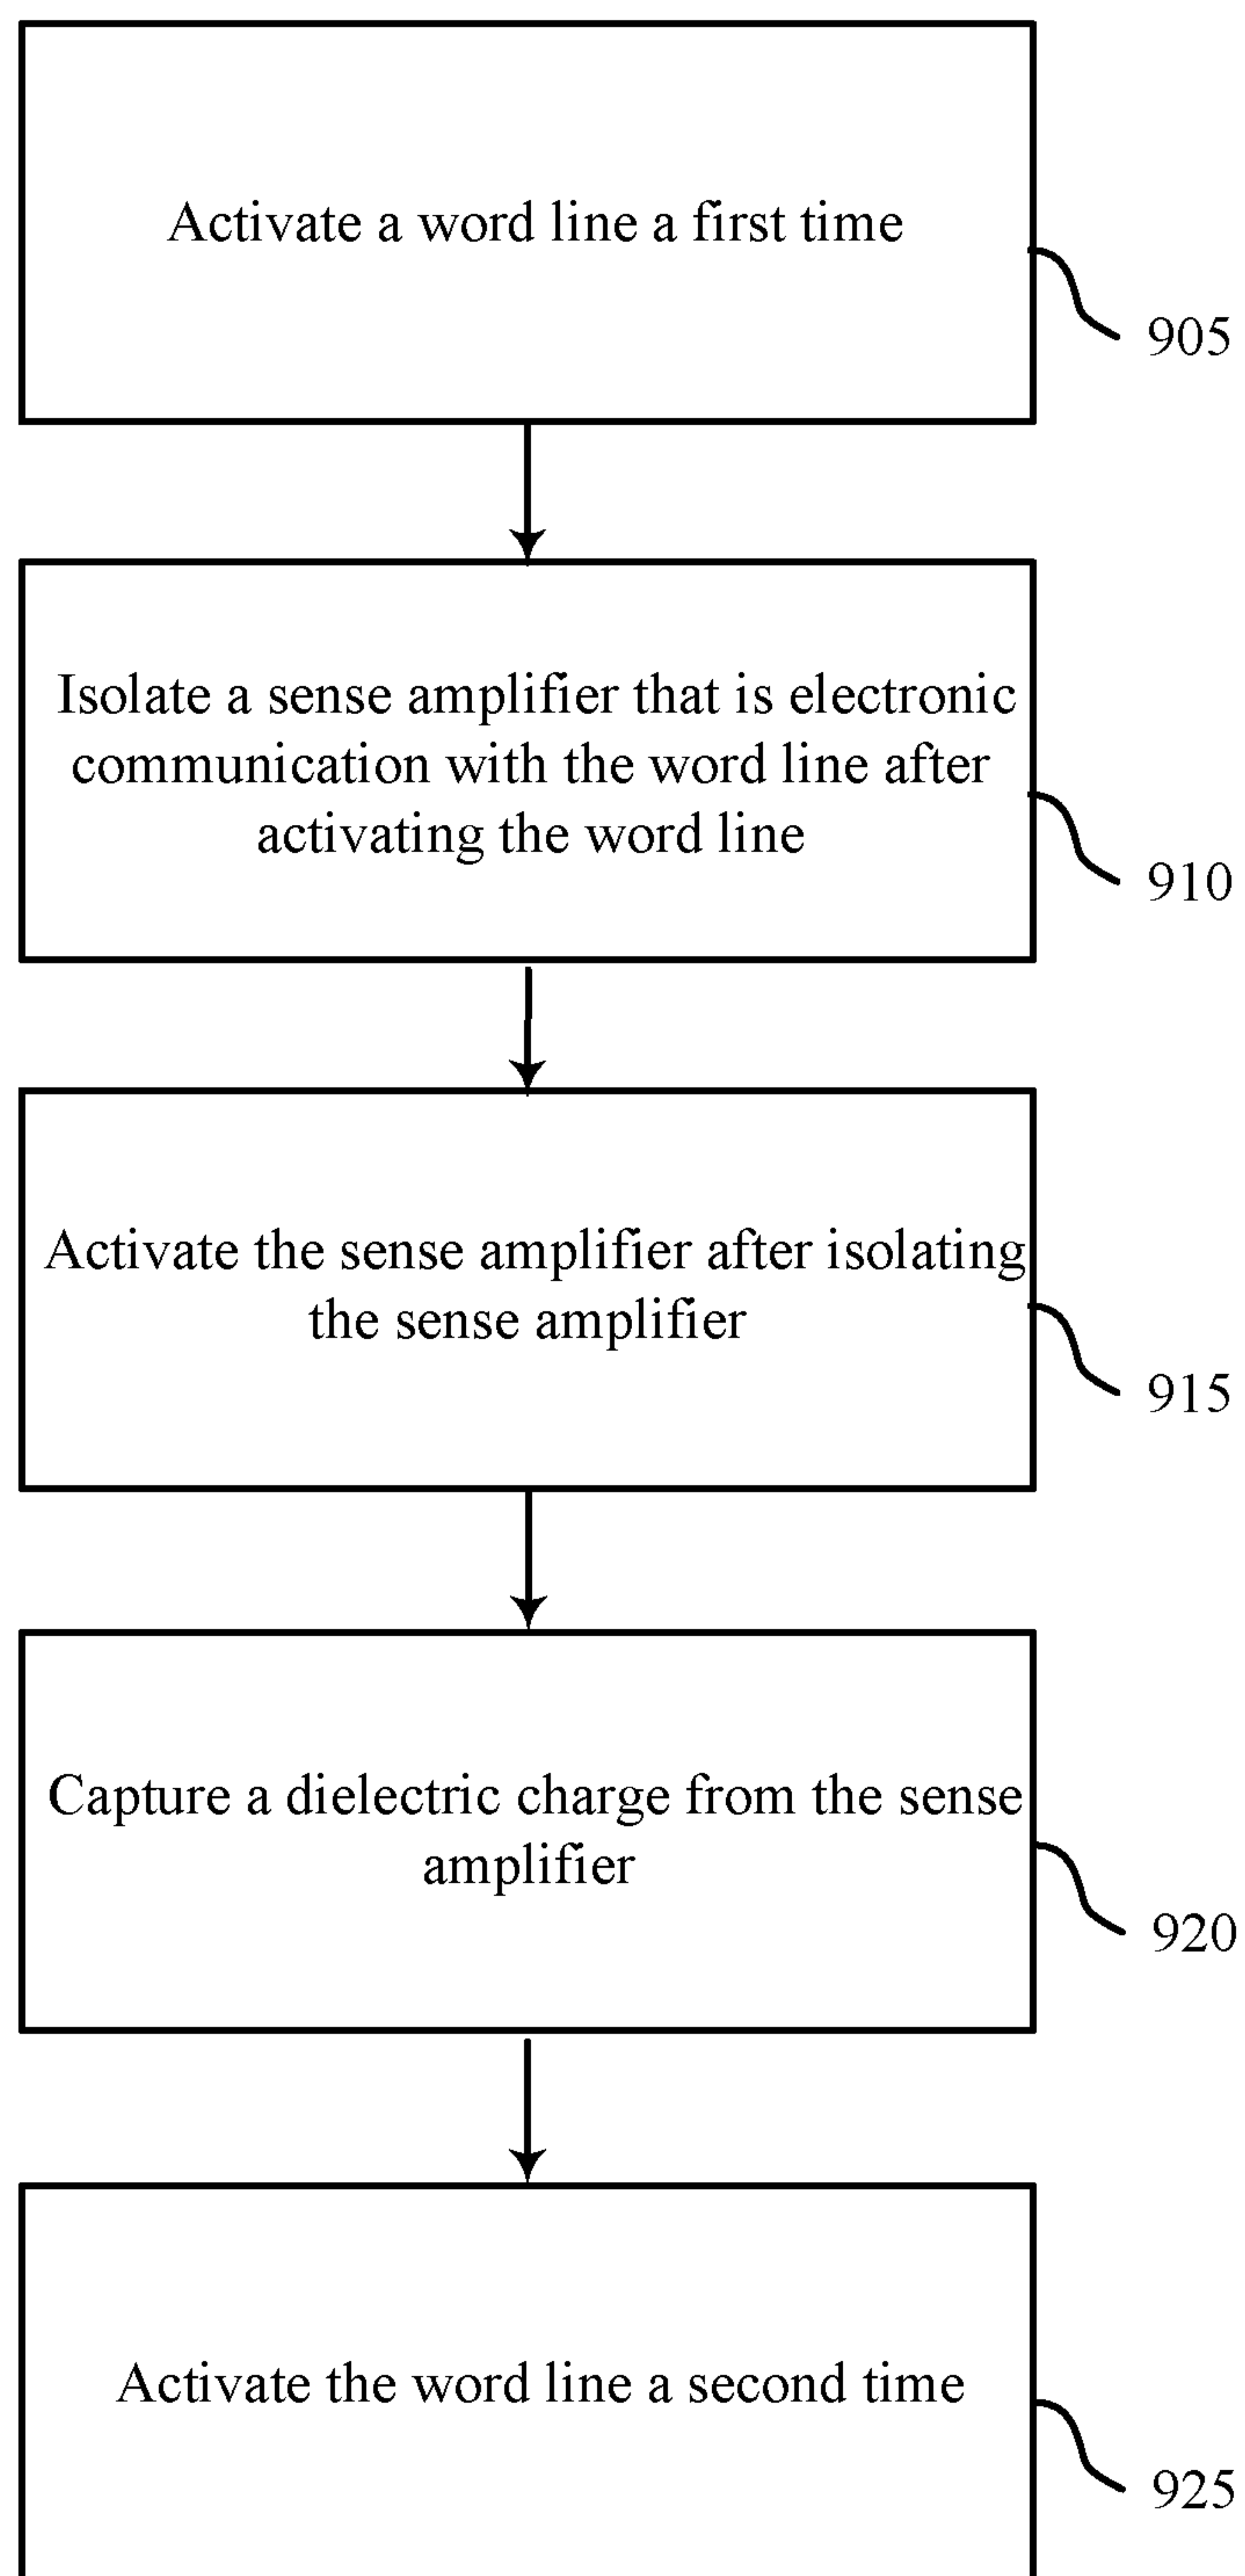 Activate a word line a first time
905
Isolate a sense amplifier that is electronic
communication with the word line after
activating the word line
910
Activate the sense amplifier after isolating
the sense amplifier
915
Capture a dielectric charge from the sense
amplifier
920
Activate the word line a second time
925